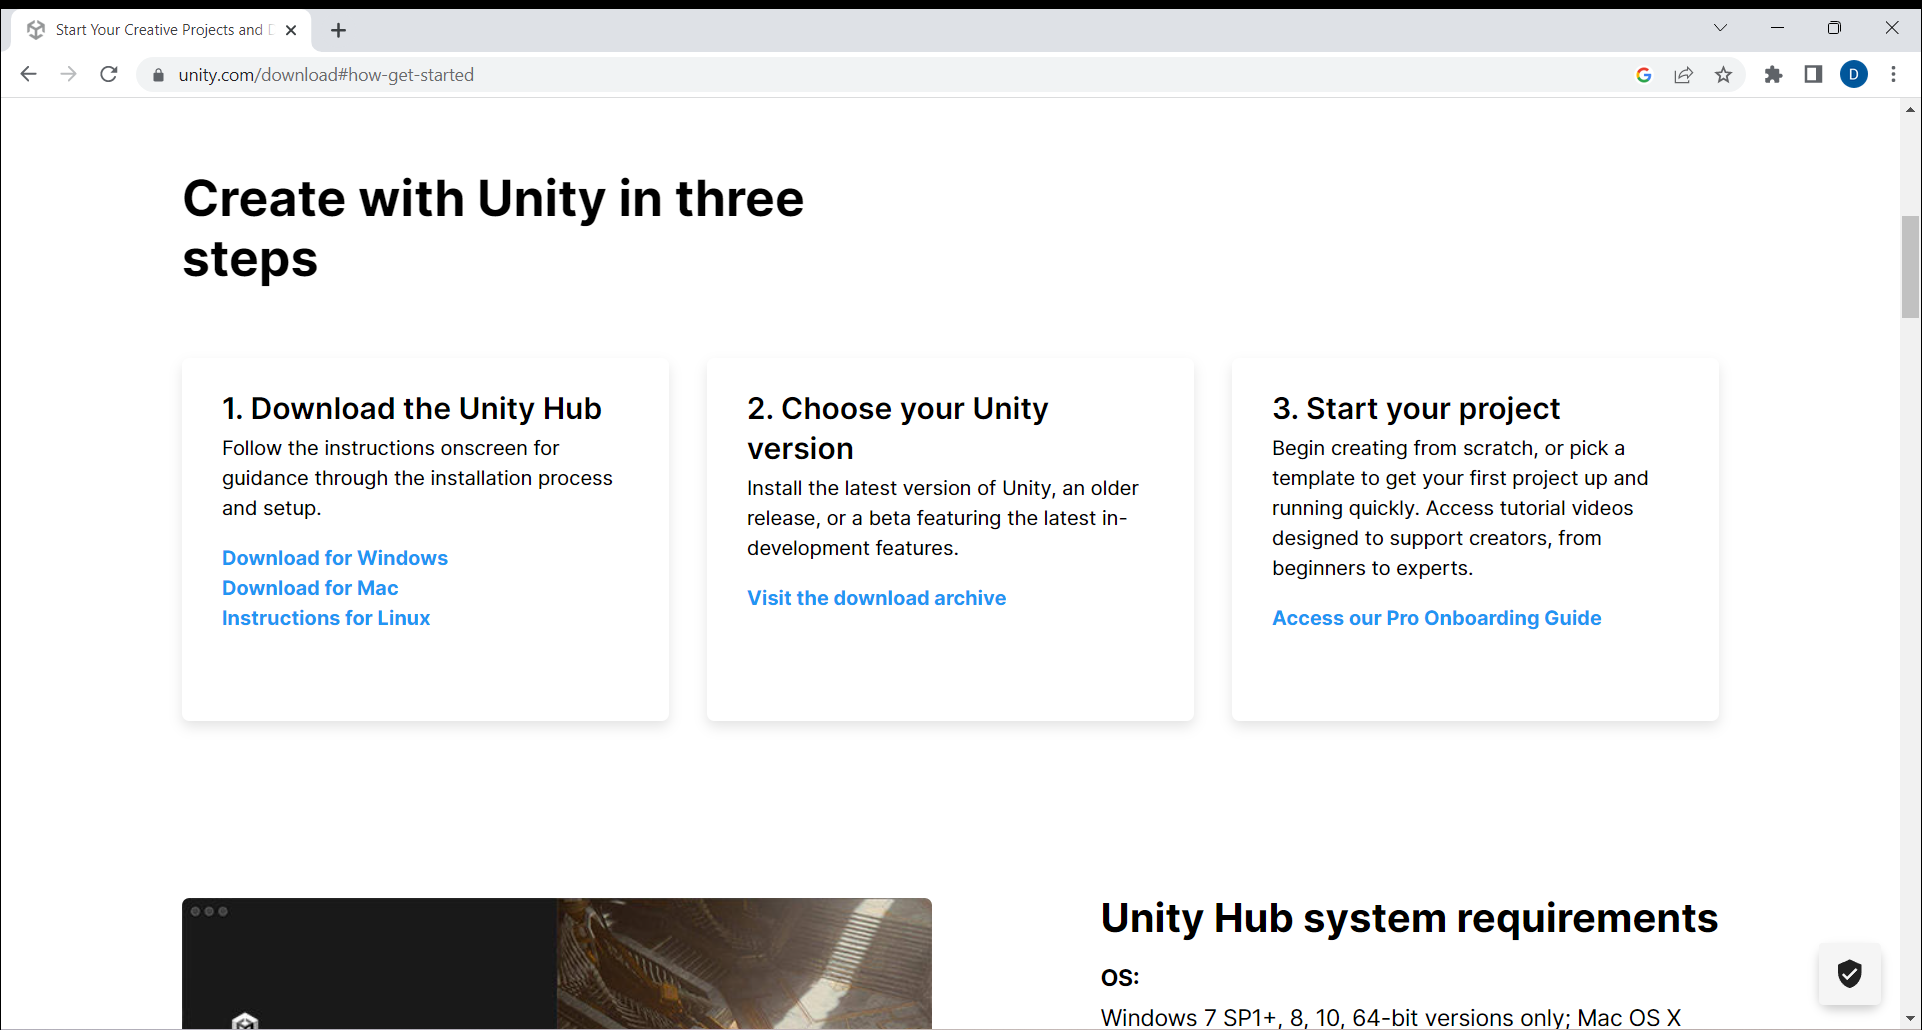 Start Your Creative Projects and
unity.com/download#how-get-started
D
Create with Unity in three
steps
1. Download the Unity Hub
Follow the instructions onscreen for
guidance through the installation process
and setup.
Download for Windows
Download for Mac
Instructions for Linux
2. Choose your Unity
version
Install the latest version of Unity, an older
release, or a beta featuring the latest in-
development features.
Visit the download archive
3. Start your project
Begin creating from scratch, or pick a
template to get your first project up and
running quickly. Access tutorial videos
designed to support creators, from
beginners to experts.
Access our Pro Onboarding Guide
Unity Hub system requirements
OS:
Windows 7 SP1+, 8, 10, 64-bit versions only; Mac OS X